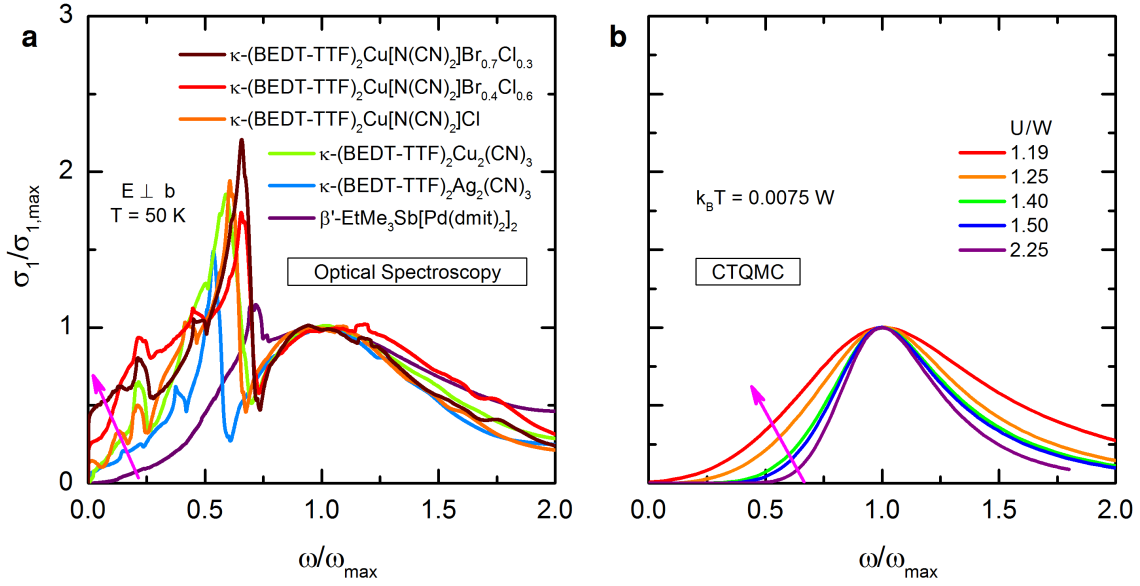 a
κ-(BEDT-TTF)₂Cu[N(CN)₂]Br₀.₇Cl₀.₃
κ-(BEDT-TTF)₂Cu[N(CN)₂]Br₀.₄Cl₀.₆
κ-(BEDT-TTF)₂Cu[N(CN)₂]Cl
κ-(BEDT-TTF)₂Cu₂(CN)₃
κ-(BEDT-TTF)₂Ag₂(CN)₃
β'-EtMe₃Sb[Pd(dmit)₂]₂
E ⊥ b
T = 50 K
Optical Spectroscopy
3
2
1
0
σ₁/σ₁,max
0.0 0.5 1.0 1.5 2.0
ω/ωmax
b
U/W
1.19
1.25
1.40
1.50
2.25
kBT = 0.0075 W
CTQMC
0.0 0.5 1.0 1.5 2.0
ω/ωmax